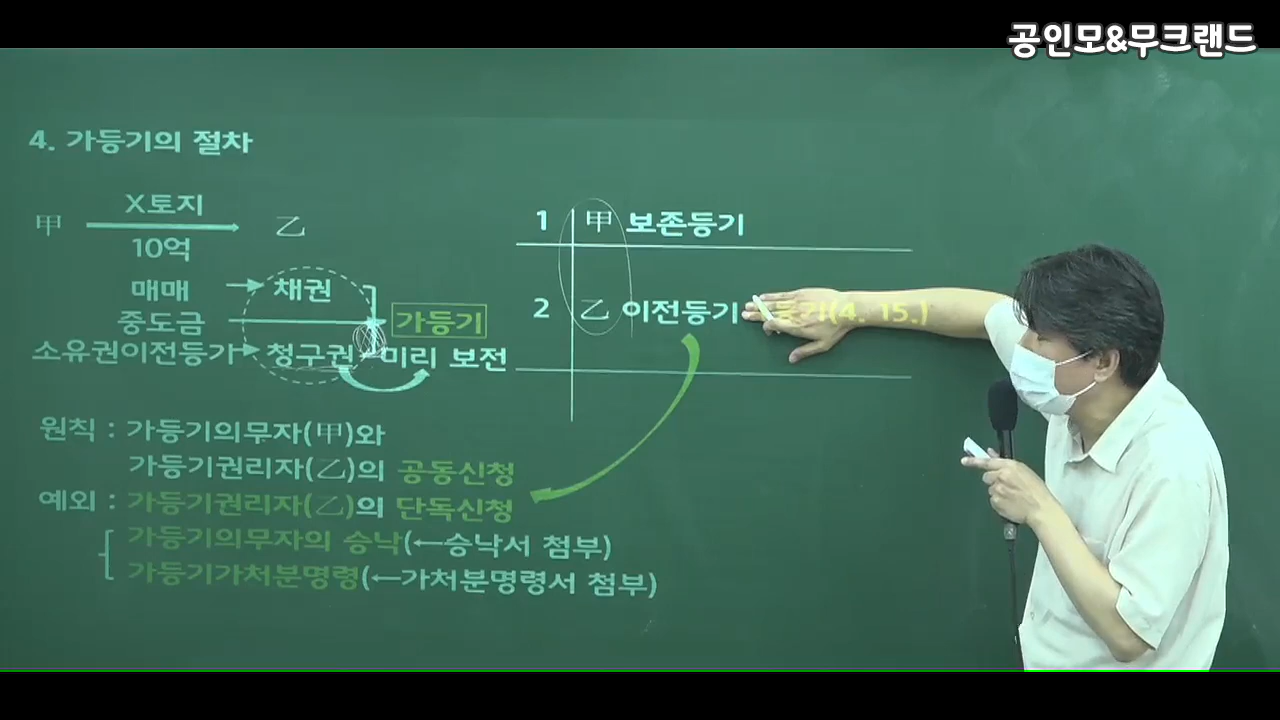 공인모&무크랜드
4. 가등기의 절차
甲 X토지 乙
10억
매매 채권
중도금 가등기
소유권이전등기 청구권 미리 보전
1 甲 보존등기
2 乙 이전등기 등기(4. 15.)
원칙 : 가등기의무자(甲)와
가등기권리자(乙)의 공동신청
예외 : 가등기권리자(乙)의 단독신청
가등기의무자의 승낙(←승낙서 첨부)
가등기가처분명령(←가처분명령서 첨부)